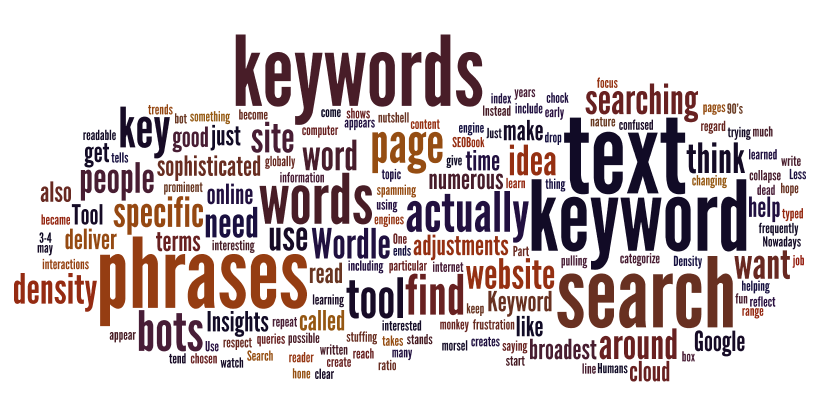 keywords
focus
searching
index
years
chock
Instead
include
early
pages
90's
trends
bot
something
become
come
shows
nutshell
appears
content
computer
key
good
just
site
readable
get
tells
engine
Just
make
drop
nature
confused
regard
trying
much
SEOBook
text
think
learned
write
Less
people
sophisticated
globally
word
page
give
time
idea
topic
information
numerous
learn
thing
changing
collapse
dead
hope
also
prominent
online
words
spamming
using
engines
actually
keyword
help
typed
became
Tool
specific
need
frequently
Nowadays
3-4
may
deliver
terms
interesting
use
Wordle
One
ends
adjustments
Part
pulling
categorize
Density
want
job
interactions
phrases
read
including
particular
internet
website
search
helping
fun
reflect
range
density
learning
tool
find
keep
Keyword
bots
Insights
repeat
called
interested
monkey
frustration
like
appear
Use
respect
queries
possible
stuffing
takes
stands
morsel
creates
saying
start
broadest
around
box
Google
tend
chosen
watch
Search
reader
written
reach
many
create
ratio
hone
clear
line
Humans
cloud